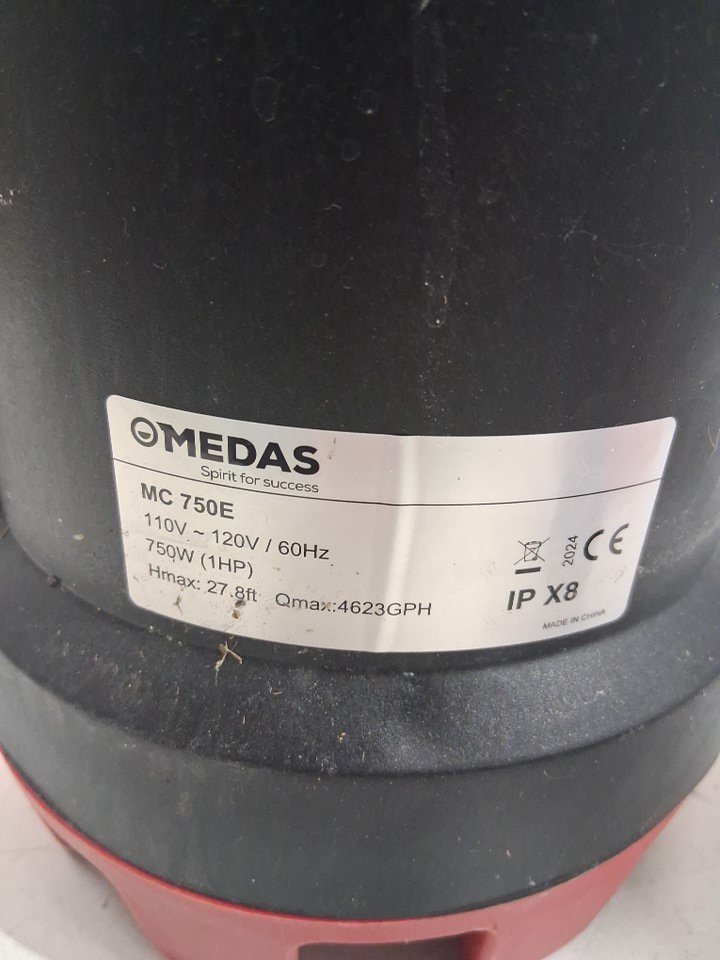 OMEDAS
Spirit for success
MC 750E
110V ~ 120V / 60Hz
750W (1HP)
Hmax: 27.8ft Qmax:4623GPH
2024 CE
IP X8
MADE IN CHINA